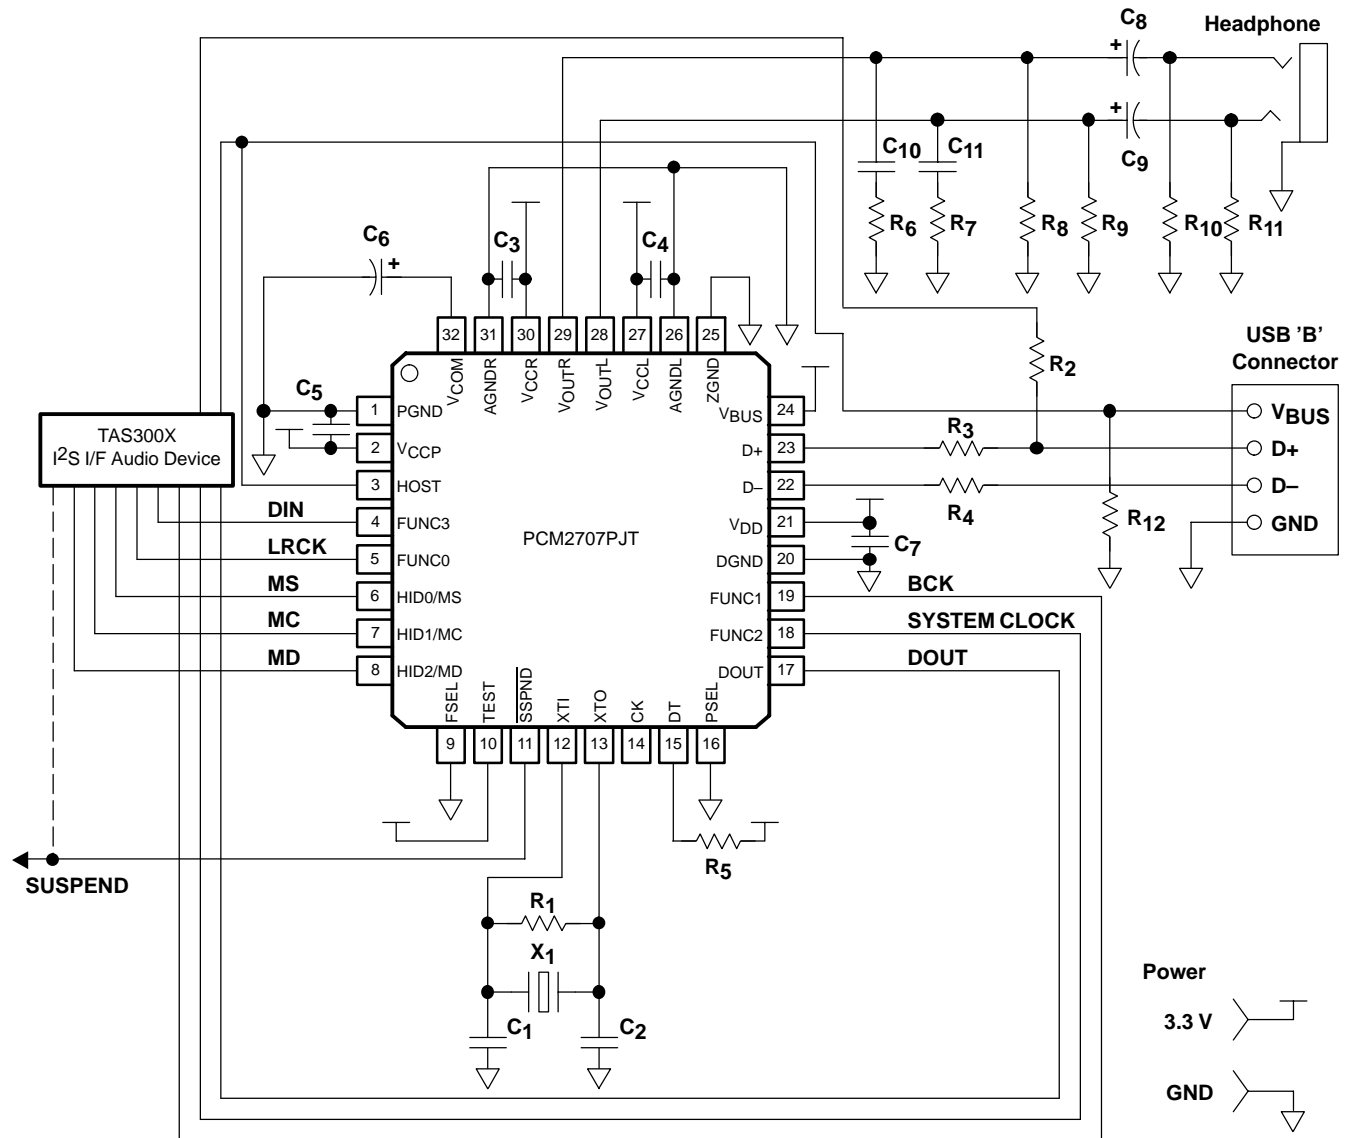 C8
Headphone
C9
C10
C11
R6
R7
R8
R9
R10
R11
C6
C3
C4
32
31
30
29
28
27
26
25
VCOM
AGNDR
VCCR
VOUTR
VOUTL
VCCL
AGNDL
ZGND
R2
USB 'B'
Connector
VBUS
D+
D–
GND
C5
TAS300X
I2S I/F Audio Device
1 PGND
2 VCCP
3 HOST
4 FUNC3
5 FUNC0
6 HID0/MS
7 HID1/MC
8 HID2/MD
DIN
LRCK
MS
MC
MD
PCM2707PJT
VBUS 24
D+ 23
D– 22
VDD 21
DGND 20
FUNC1 19
FUNC2 18
DOUT 17
R3
R4
R12
C7
BCK
SYSTEM CLOCK
DOUT
FSEL
TEST
SSPND
XTI
XTO
CK
DT
PSEL
9
10
11
12
13
14
15
16
R5
SUSPEND
R1
X1
C1
C2
Power
3.3 V
GND